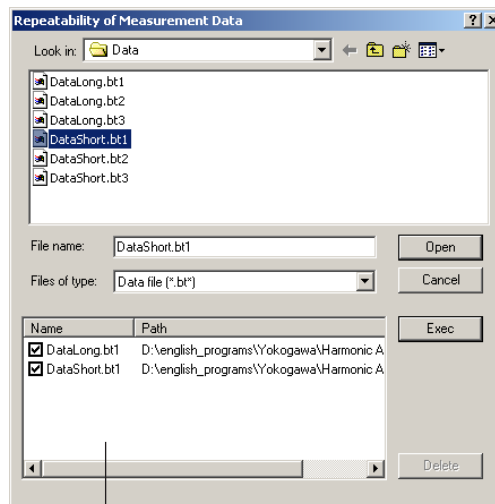 Repeatability of Measurement Data
Look in: Data
DataLong.bt1
DataLong.bt2
DataLong.bt3
DataShort.bt1
DataShort.bt2
DataShort.bt3
File name: DataShort.bt1 Open
Files of type: Data file (*.bt*) Cancel
Name Path Exec
DataLong.bt1 D:\english_programs\Yokogawa\Harmonic A
DataShort.bt1 D:\english_programs\Yokogawa\Harmonic A
Delete